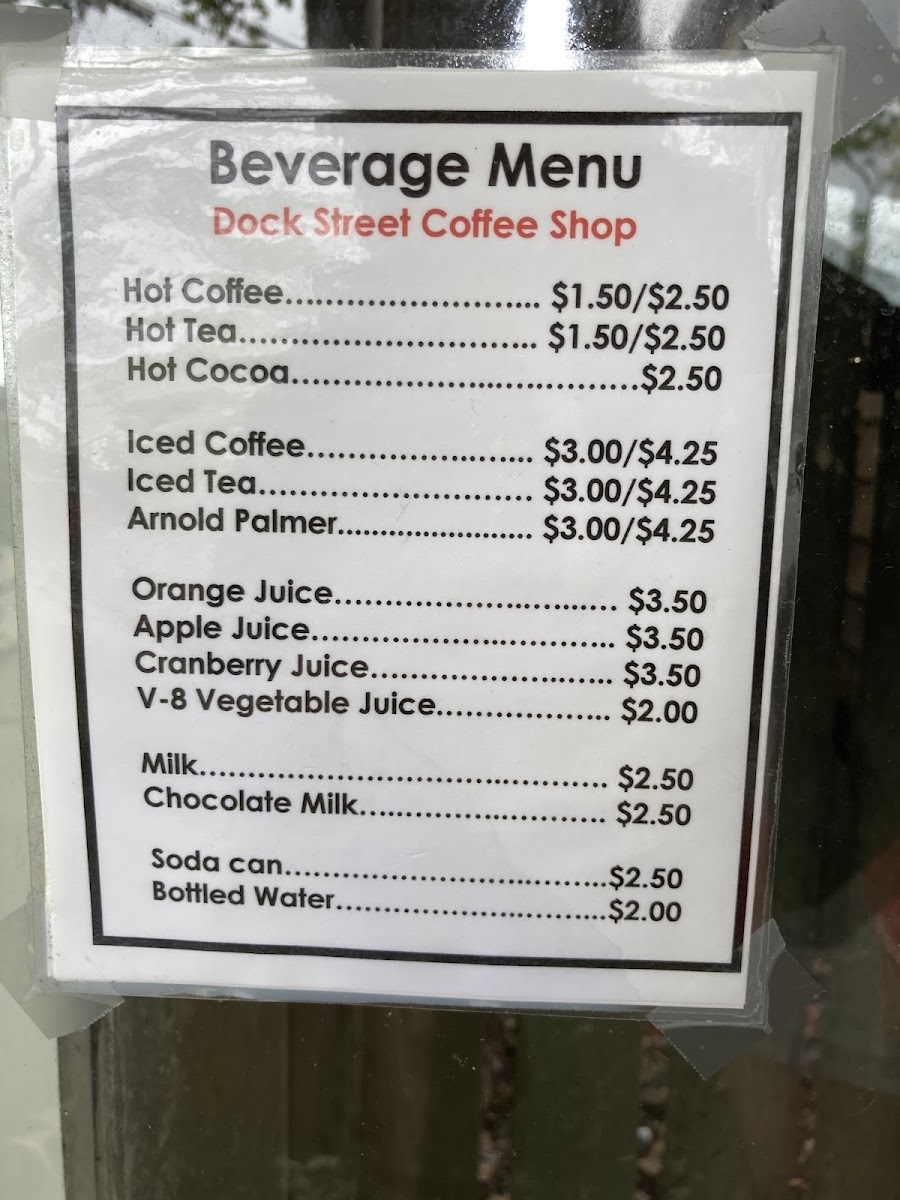 Beverage Menu
Dock Street Coffee Shop
Hot Coffee........................... $1.50/$2.50
Hot Tea................................ $1.50/$2.50
Hot Cocoa.....................................$2.50
Iced Coffee........................ $3.00/$4.25
Iced Tea............................. $3.00/$4.25
Arnold Palmer........................ $3.00/$4.25
Orange Juice.............................. $3.50
Apple Juice................................ $3.50
Cranberry Juice.......................... $3.50
V-8 Vegetable Juice................... $2.00
Milk............................................ $2.50
Chocolate Milk............................ $2.50
Soda can...................................$2.50
Bottled Water.............................$2.00